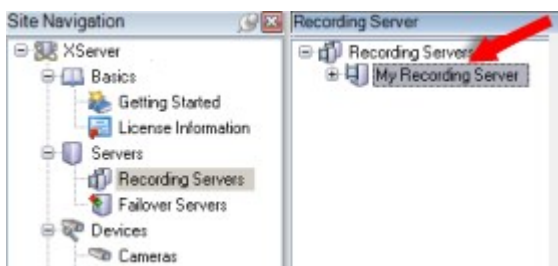 Site Navigation
XServer
Basics
Getting Started
License Information
Servers
Recording Servers
Failover Servers
Devices
Cameras
Recording Server
Recording Servers
My Recording Server